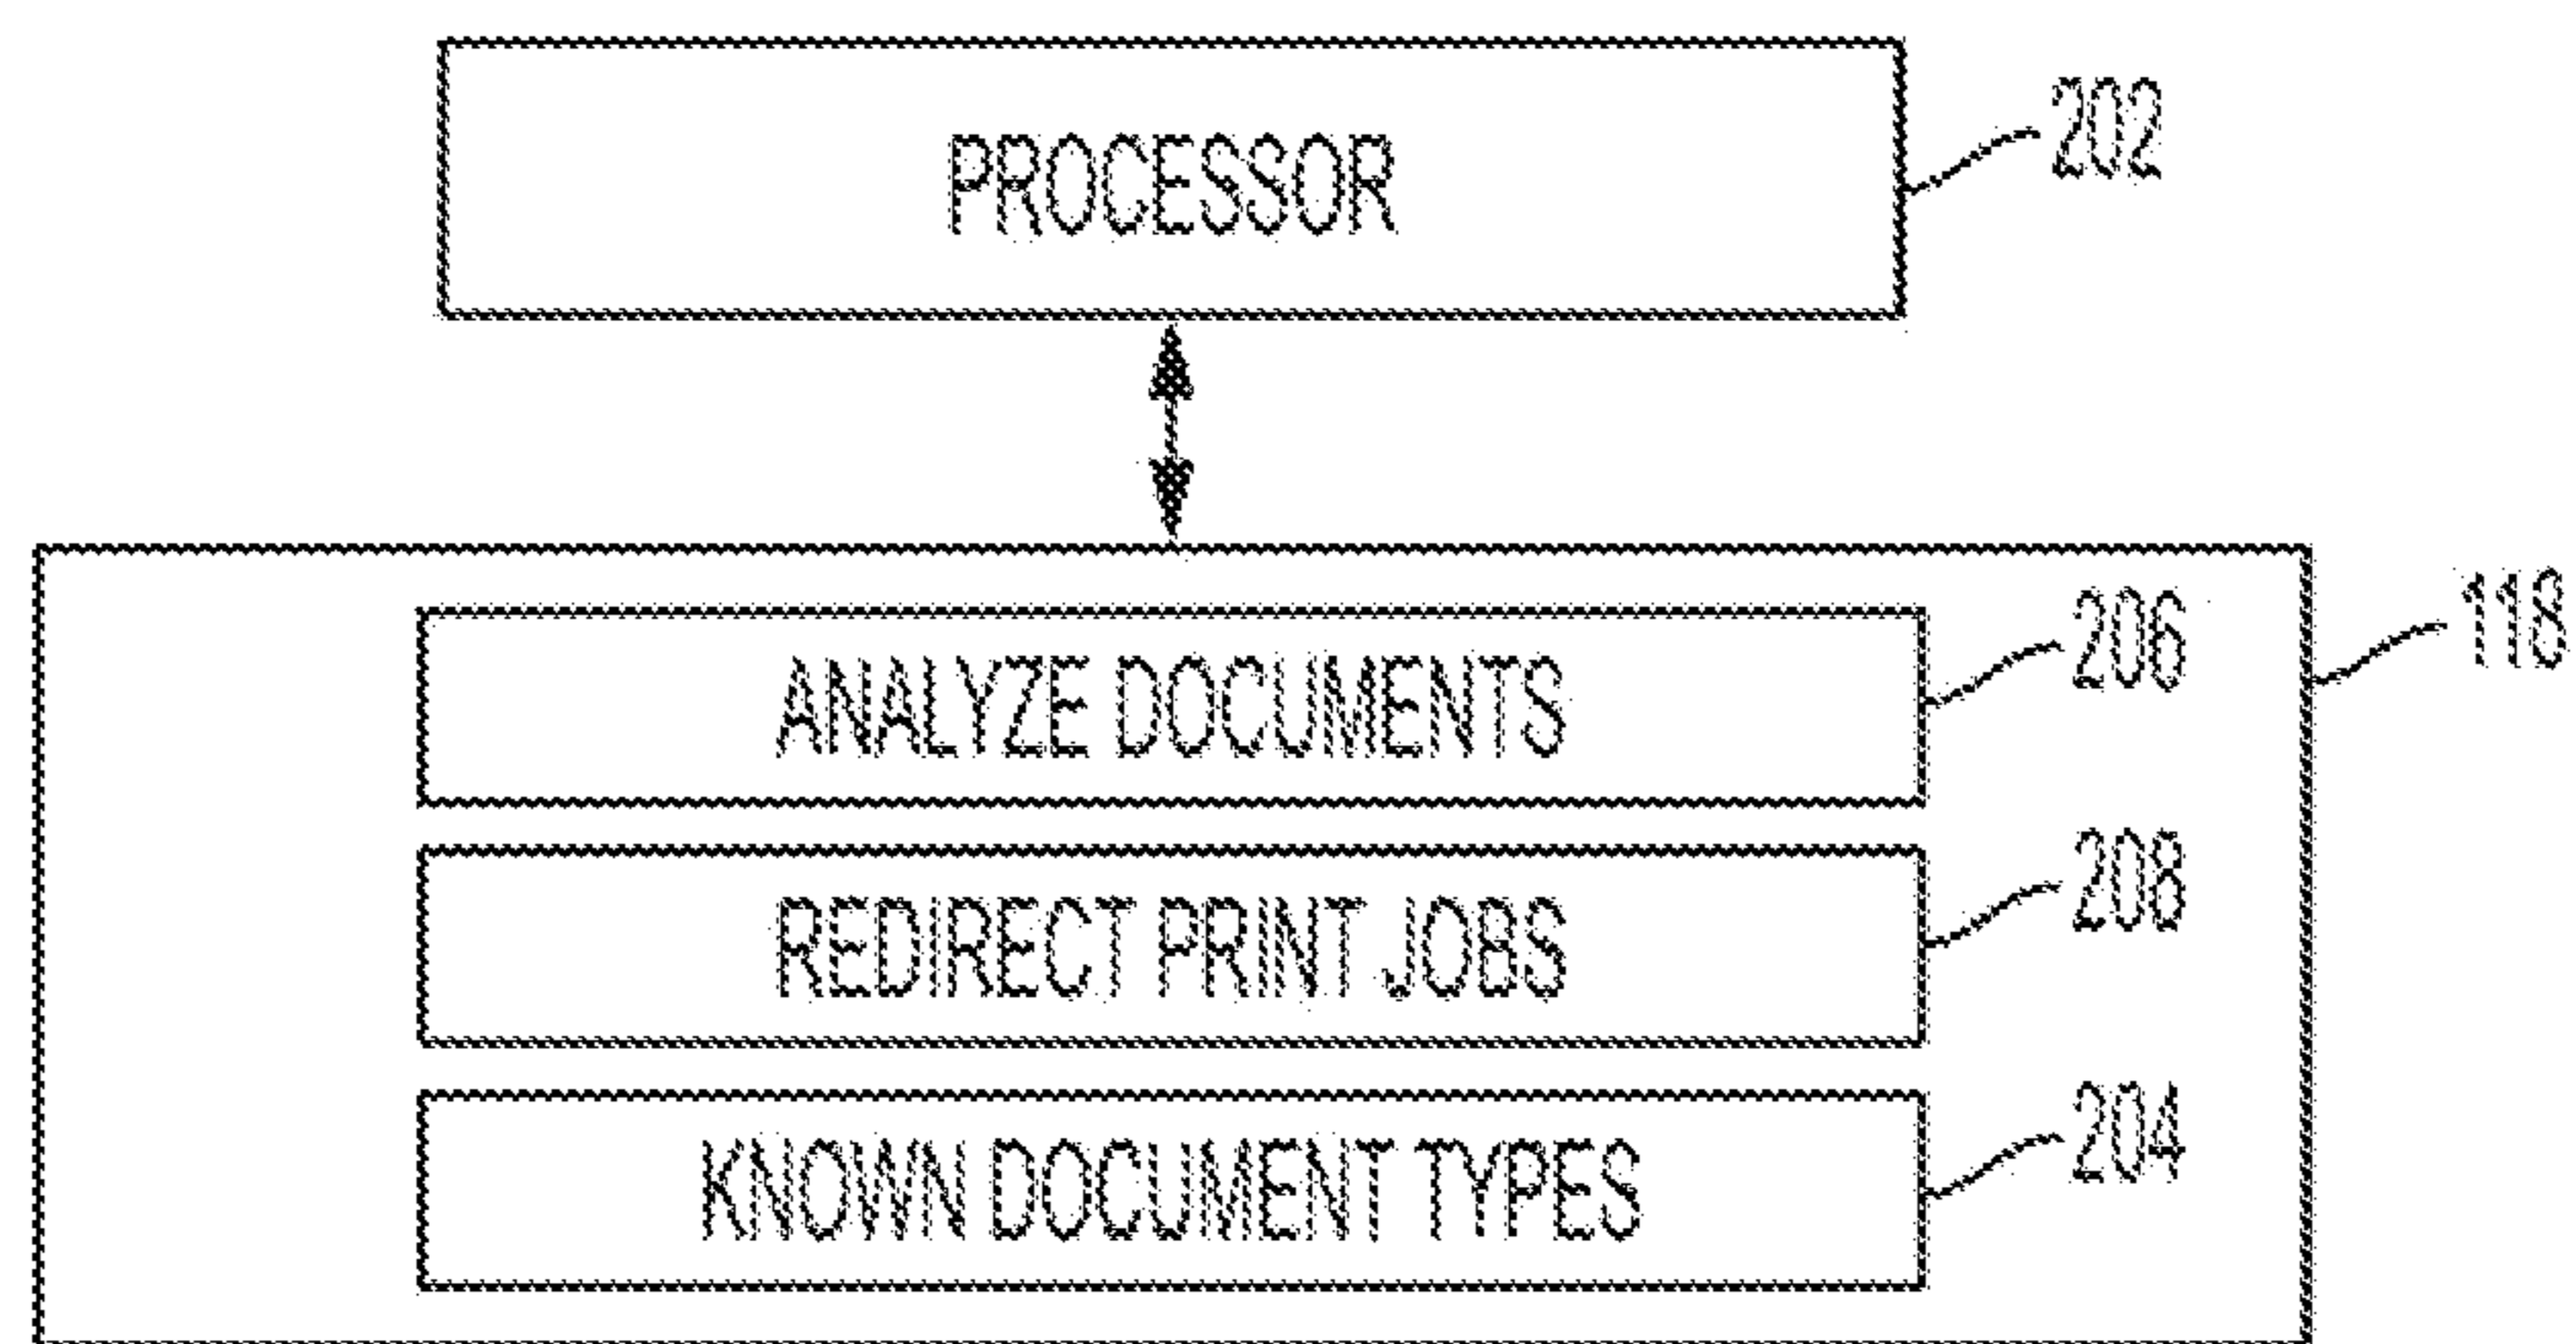 PROCESSOR
202
ANALYZE DOCUMENTS
206
118
REDIRECT PRINT JOBS
208
KNOWN DOCUMENT TYPES
204